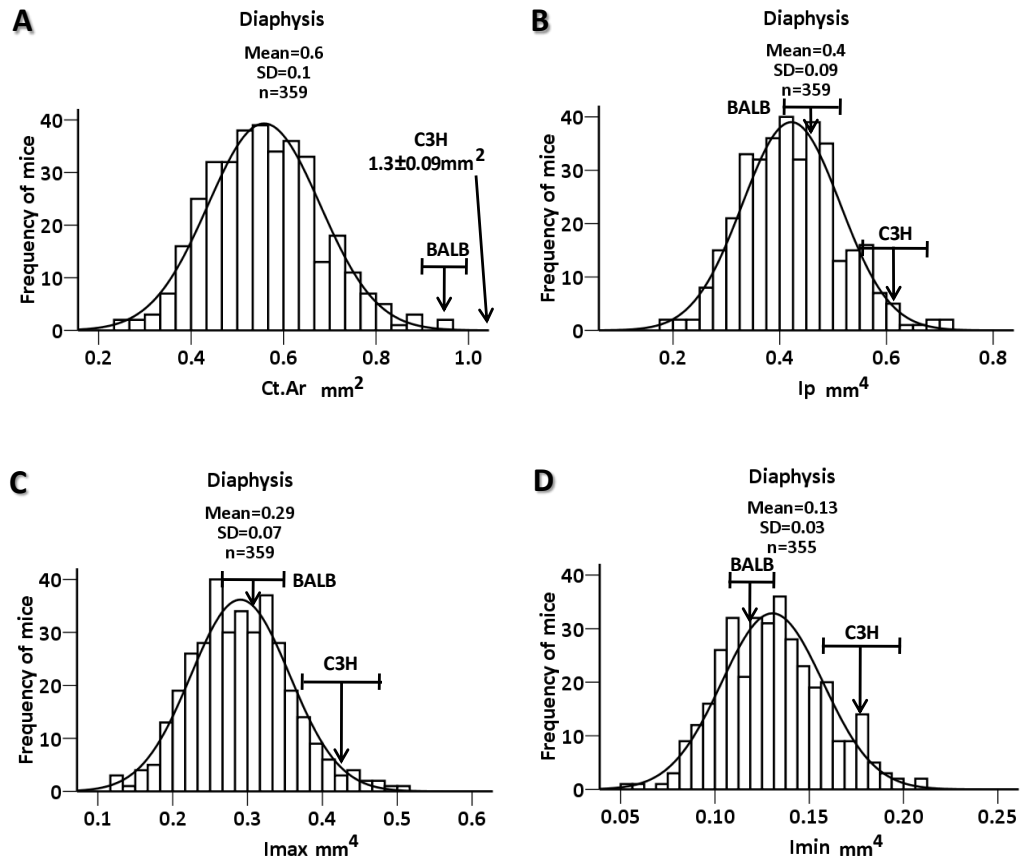 A
Diaphysis
Mean=0.6
SD=0.1
n=359
C3H
1.3±0.09mm²
BALB
Frequency of mice
40
30
20
10
0
0.2 0.4 0.6 0.8 1.0
Ct.Ar mm²
B
Diaphysis
Mean=0.4
SD=0.09
n=359
BALB
C3H
Frequency of mice
40
30
20
10
0
0.2 0.4 0.6 0.8
Ip mm⁴
C
Diaphysis
Mean=0.29
SD=0.07
n=359
BALB
C3H
Frequency of mice
40
30
20
10
0
0.1 0.2 0.3 0.4 0.5 0.6
Imax mm⁴
D
Diaphysis
Mean=0.13
SD=0.03
n=355
BALB
C3H
Frequency of mice
40
30
20
10
0
0.05 0.10 0.15 0.20 0.25
Imin mm⁴